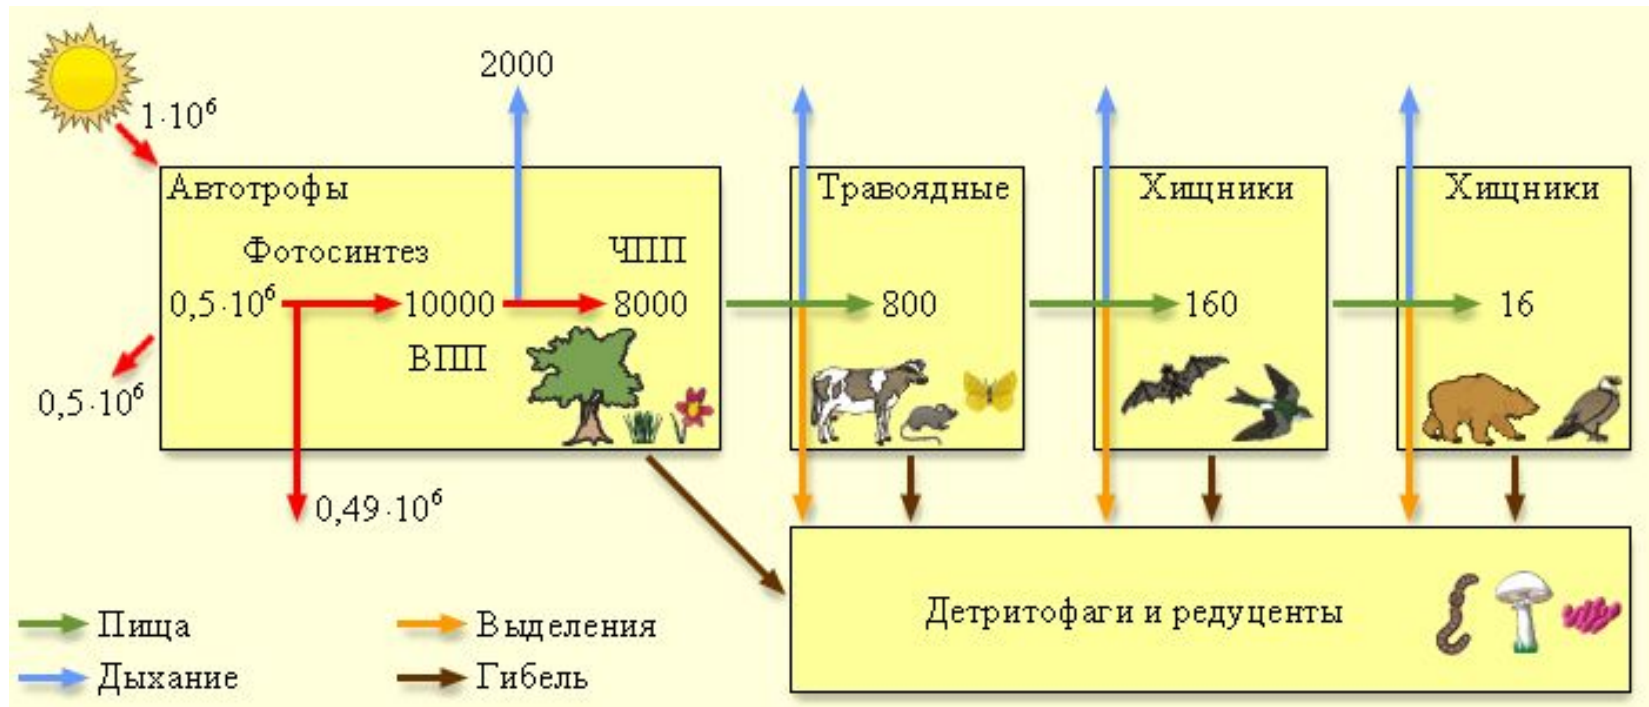 2000
1·10⁶
Автотрофы
Травоядные
Хищники
Хищники
Фотосинтез
ЧПП
0,5·10⁶
10000
8000
800
160
16
ВПП
0,5·10⁶
0,49·10⁶
Детритофаги и редуценты
Пища
Выделения
Дыхание
Гибель